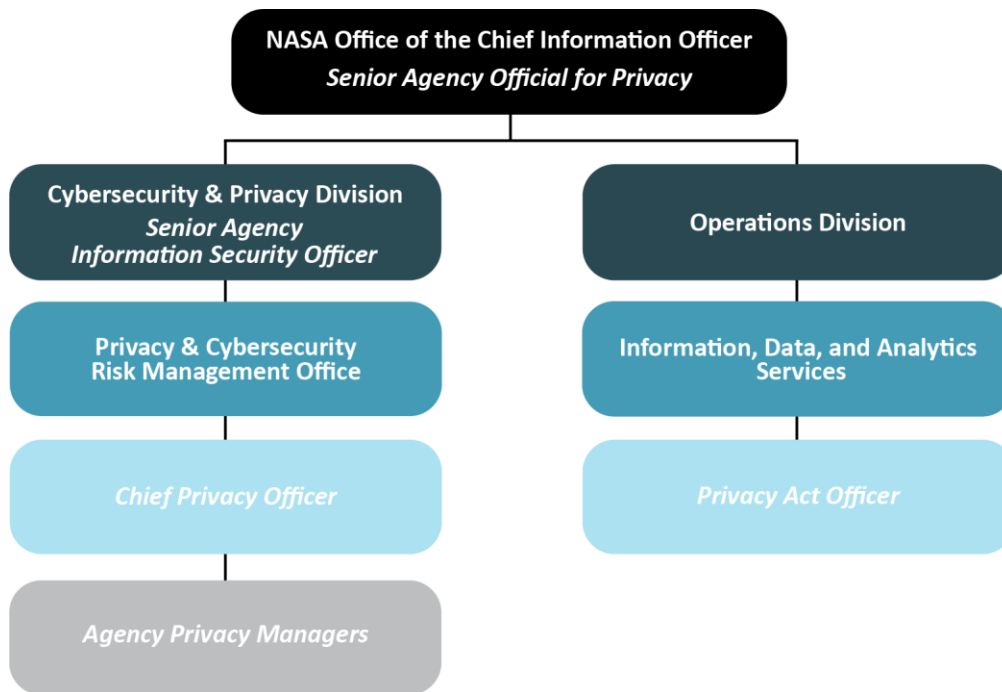 NASA Office of the Chief Information Officer
Senior Agency Official for Privacy
Cybersecurity & Privacy Division
Senior Agency
Information Security Officer
Operations Division
Privacy & Cybersecurity
Risk Management Office
Information, Data, and Analytics
Services
Chief Privacy Officer
Privacy Act Officer
Agency Privacy Managers